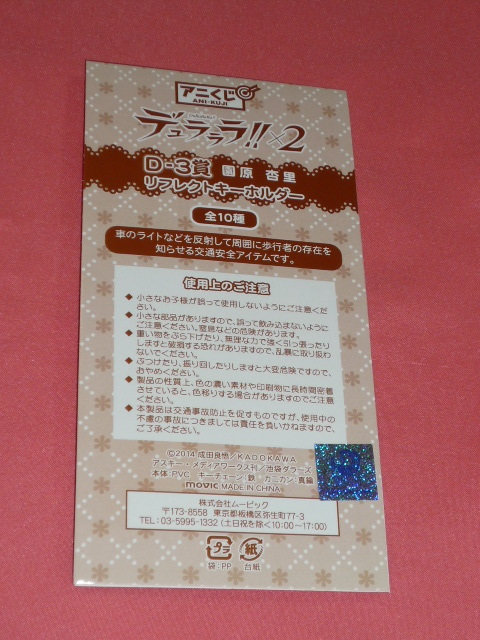 アニくじ
ANI-KUJI
デュラララ!!×2
D-3賞 園原 杏里
リフレクトキーホルダー
全10種
車のライトなどを反射して周囲に歩行者の存在を
知らせる交通安全アイテムです。
使用上のご注意
◆ 小さなお子様が誤って使用しないようにご注意くだ
さい。
◆ 小さな部品がありますので、誤って飲み込まないように
ご注意ください。窒息などの危険があります。
◆ 重い物をぶら下げたり、無理な力で強く引っ張ったり
しますと破損する恐れがありますので、乱暴に取り扱わ
ないでください。
◆ ぶつけたり、振り回したりしますと大変危険ですので、
おやめください。
◆ 製品の性質上、色の濃い素材や印刷物に長時間密着
させていると、色移りする場合がありますのでご注意
ください。
◆ 本製品は交通事故防止を促すものですが、使用中の
不慮の事故につきましては責任を負いかねますので、
ご了承ください。
©2014 成田良悟/KADOKAWA
アスキー・メディアワークス刊/池袋ダラーズ
本体:PVC キーチェーン:鉄 カニカン:真鍮
movic MADE IN CHINA
株式会社ムービック
〒173-8558 東京都板橋区弥生町77-3
TEL:03-5995-1332 (土日祝を除く10:00~17:00)
プラ 紙
袋:PP 台紙